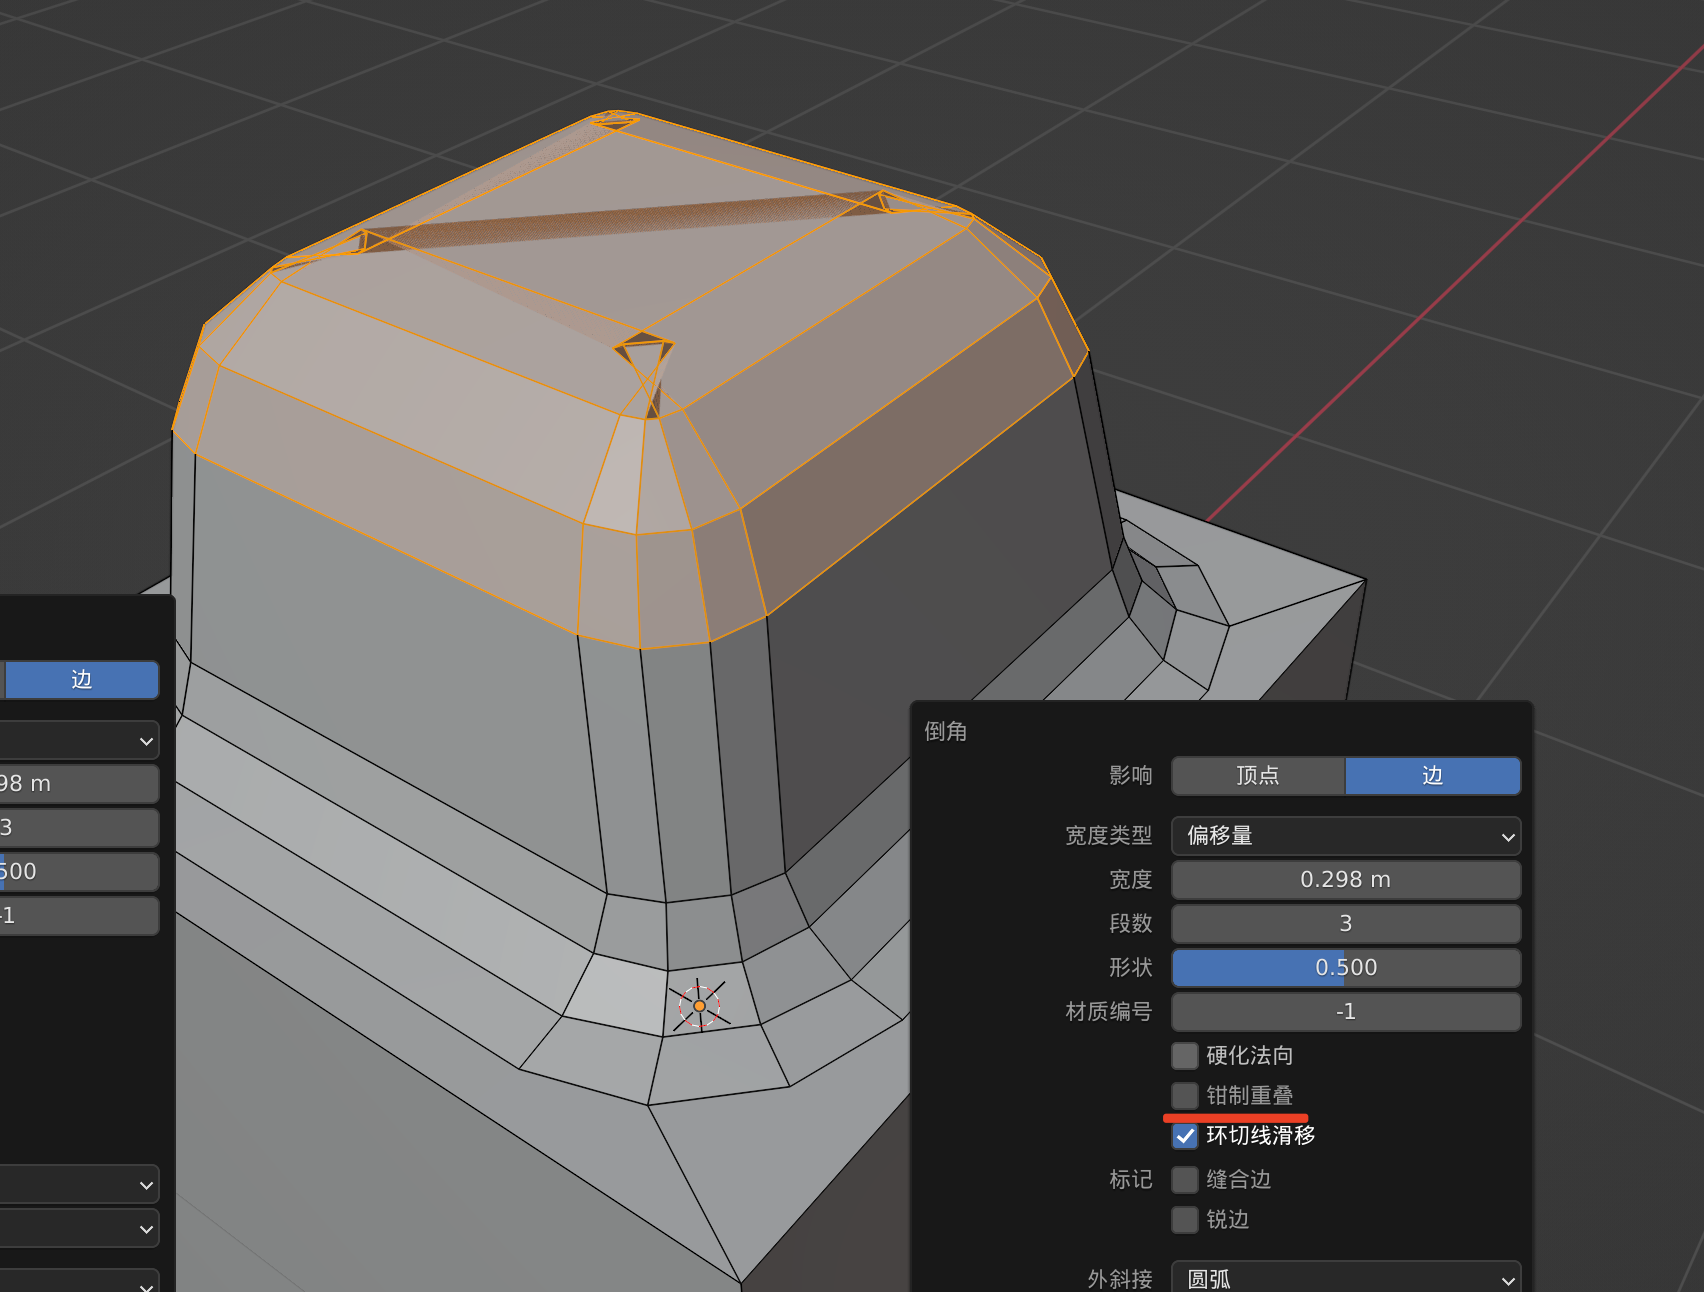 边
98 m
3
500
-1
倒角
影响 顶点 边
宽度类型 偏移量
宽度 0.298 m
段数 3
形状 0.500
材质编号 -1
硬化法向
钳制重叠
环切线滑移
标记 缝合边
锐边
外斜接 圆弧